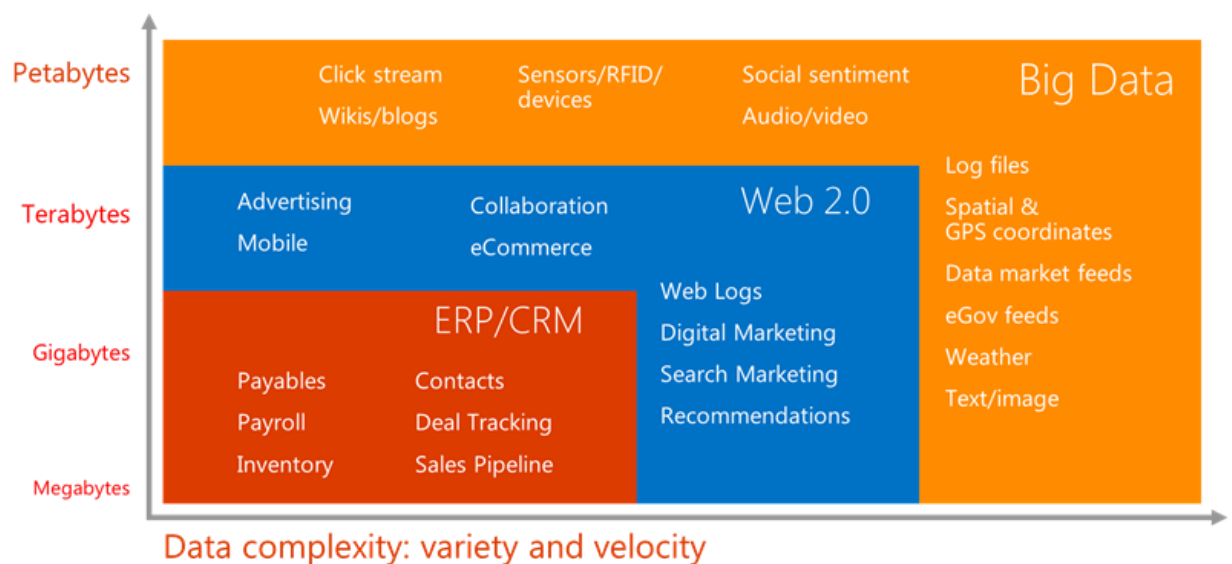 Petabytes
Click stream
Wikis/blogs
Sensors/RFID/
devices
Social sentiment
Audio/video
Big Data
Log files
Spatial &
GPS coordinates
Data market feeds
eGov feeds
Weather
Text/image
Terabytes
Advertising
Mobile
Collaboration
eCommerce
Web 2.0
Web Logs
Digital Marketing
Search Marketing
Recommendations
Gigabytes
ERP/CRM
Payables
Payroll
Inventory
Contacts
Deal Tracking
Sales Pipeline
Megabytes
Data complexity: variety and velocity